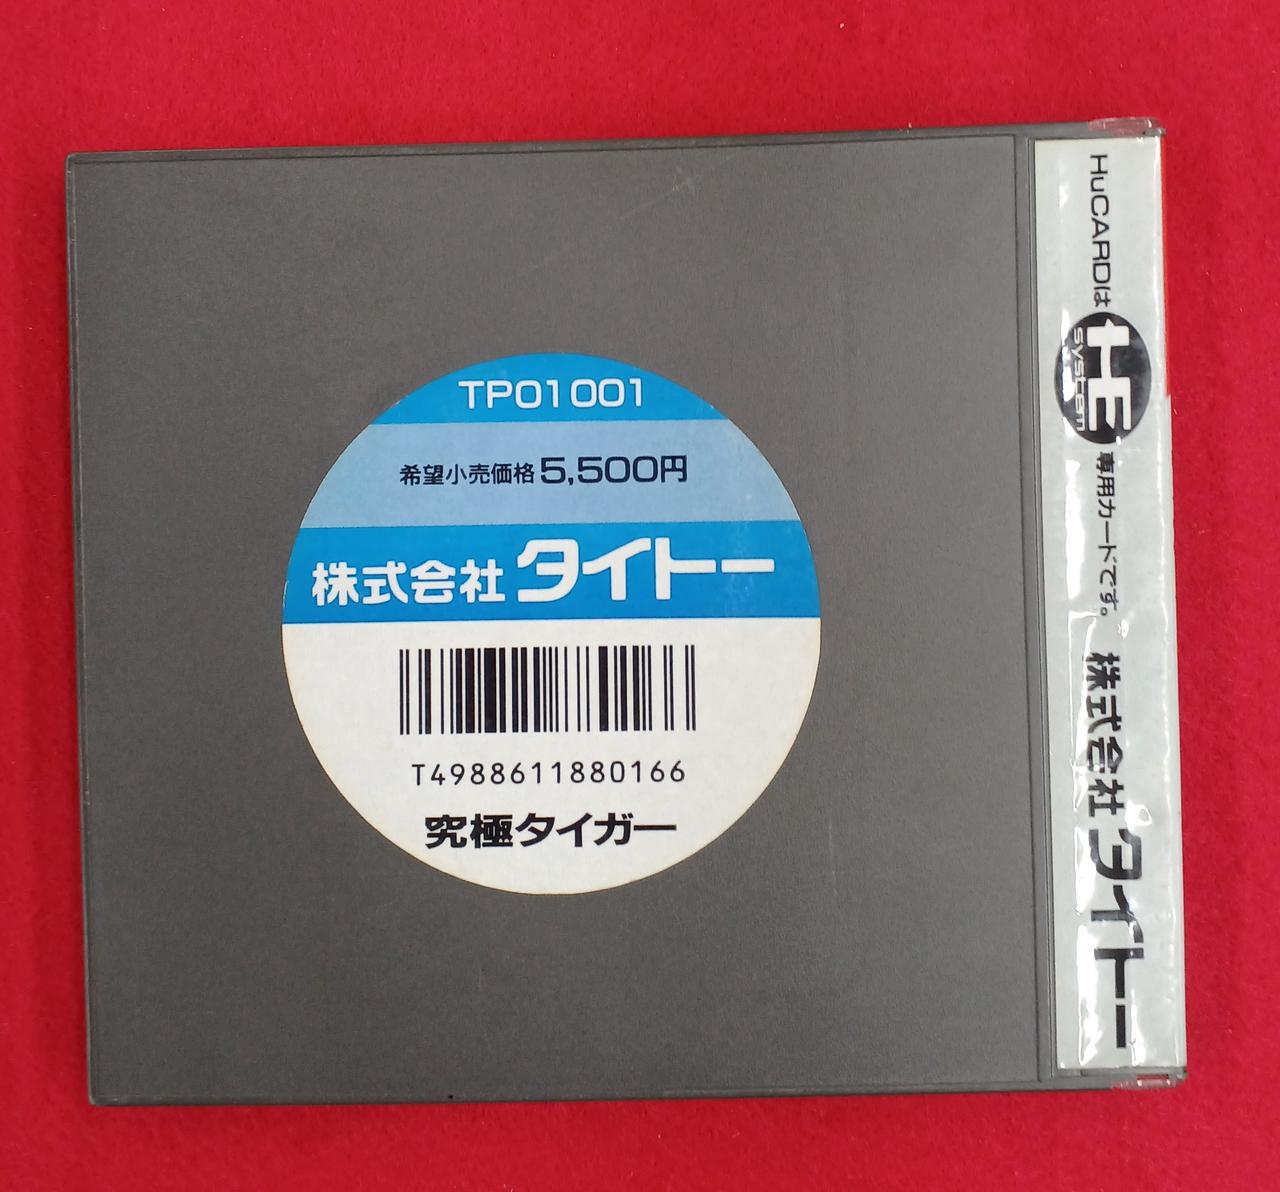 TP01001
希望小売価格5,500円
株式会社タイトー
T4988611880166
究極タイガー
HuCARDは HE system 専用カードです。 株式会社タイトー